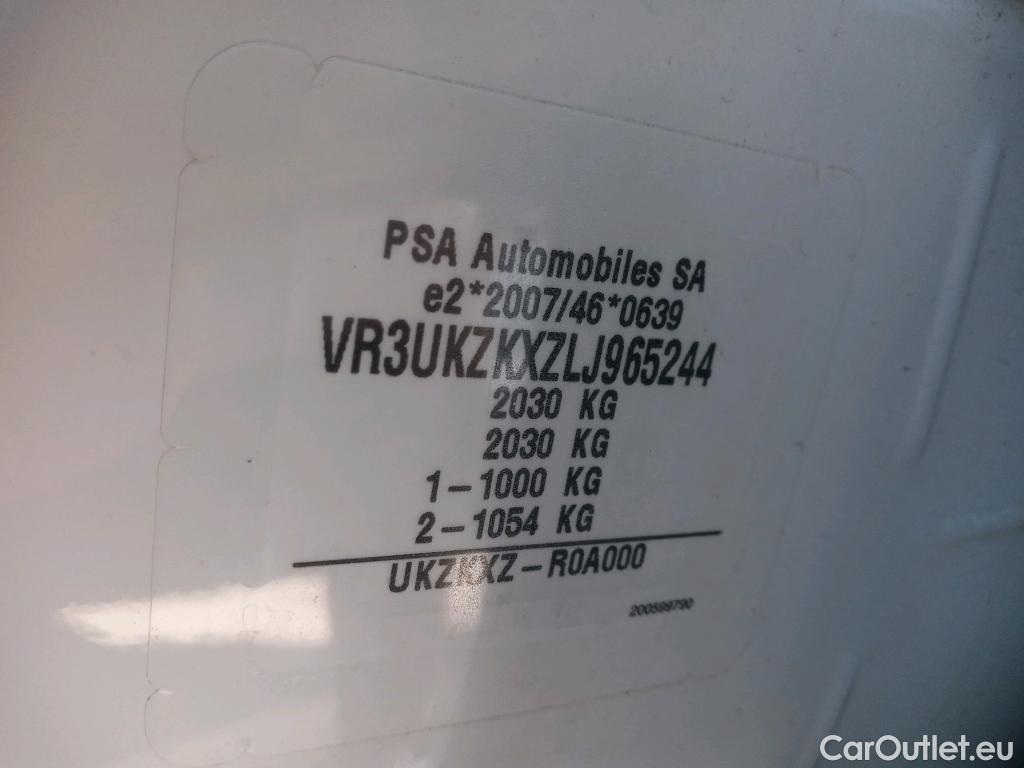 PSA Automobiles SA
e2*2007/46*0639
VR3UKZKXZLJ965244
2030 KG
2030 KG
1-1000 KG
2-1054 KG
UKZKXZ-R0A000
200599790
CarOutlet.eu